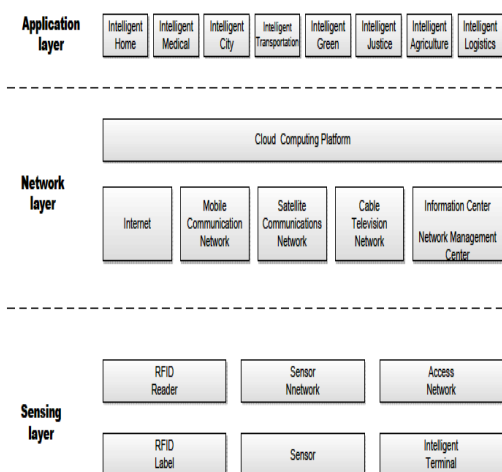 Application
layer
Intelligent
Home
Intelligent
Medical
Intelligent
City
Intelligent
Transportation
Intelligent
Green
Intelligent
Justice
Intelligent
Agriculture
Intelligent
Logistics
Cloud Computing Platform
Network
layer
Internet
Mobile
Communication
Network
Satellite
Communications
Network
Cable
Television
Network
Information Center
Network Management
Center
Sensing
layer
RFID
Reader
Sensor
Nnetwork
Access
Network
RFID
Label
Sensor
Intelligent
Terminal